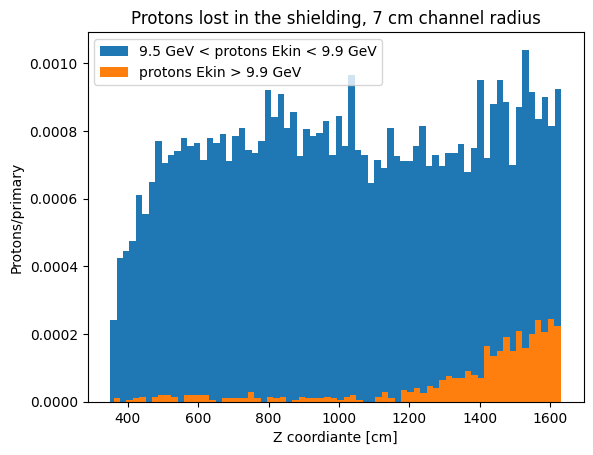 Protons lost in the shielding, 7 cm channel radius
9.5 GeV < protons Ekin < 9.9 GeV
protons Ekin > 9.9 GeV
Protons/primary
0.0010
0.0008
0.0006
0.0004
0.0002
0.0000
400 600 800 1000 1200 1400 1600
Z coordiante [cm]